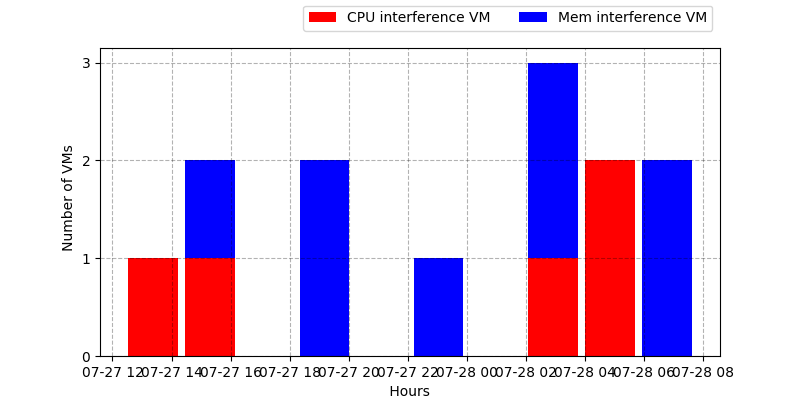 CPU interference VM Mem interference VM
3
2
1
0
Number of VMs
07-27 12 07-27 14 07-27 16 07-27 18 07-27 20 07-27 22 07-28 00 07-28 02 07-28 04 07-28 06 07-28 08
Hours